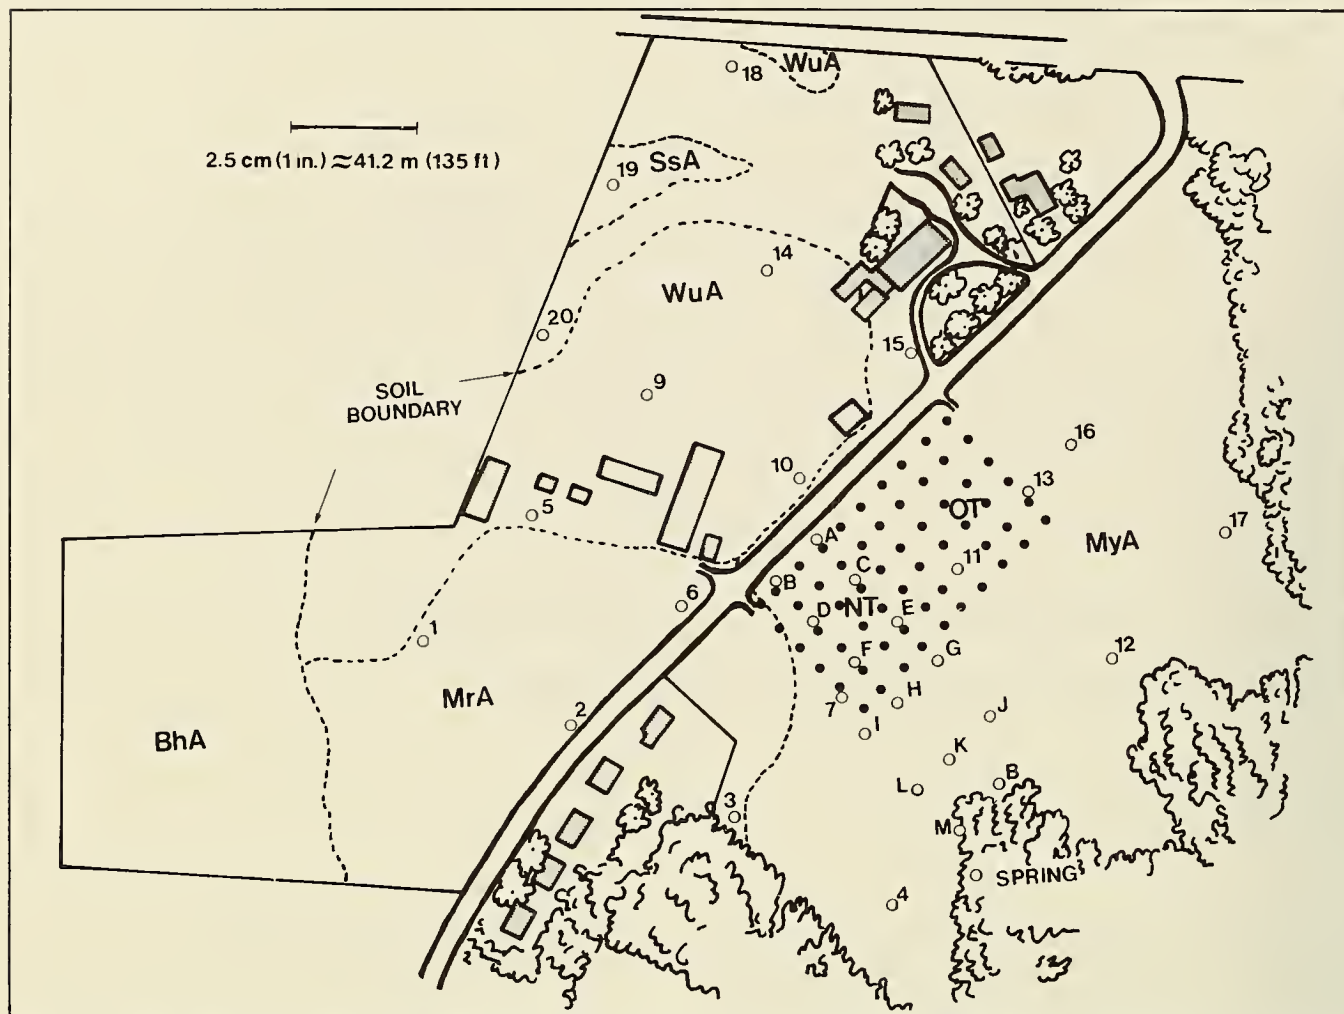 WuA
18
2.5 cm (1 in.) ≈ 41.2 m (135 ft)
SsA
19
14
WuA
20
15
SOIL
BOUNDARY
9
16
10
13
OT
5
17
A
MyA
11
C
B
6
D
NT
E
1
F
G
12
MrA
7
H
J
2
I
BhA
K
L
B
3
M
SPRING
4